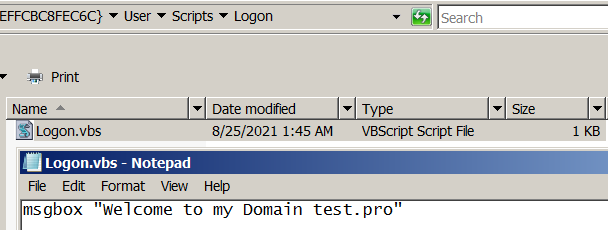 EFFCBC8FEC6C} User Scripts Logon Search
Print
Name Date modified Type Size
Logon.vbs 8/25/2021 1:45 AM VBScript Script File 1 KB
Logon.vbs - Notepad
File Edit Format View Help
msgbox "Welcome to my Domain test.pro"